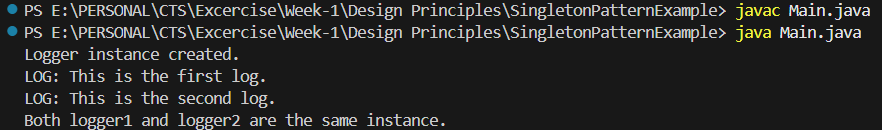 PS E:\PERSONAL\CTS\Excercise\Week-1\Design Principles\SingletonPatternExample> javac Main.java
PS E:\PERSONAL\CTS\Excercise\Week-1\Design Principles\SingletonPatternExample> java Main.java
Logger instance created.
LOG: This is the first log.
LOG: This is the second log.
Both logger1 and logger2 are the same instance.